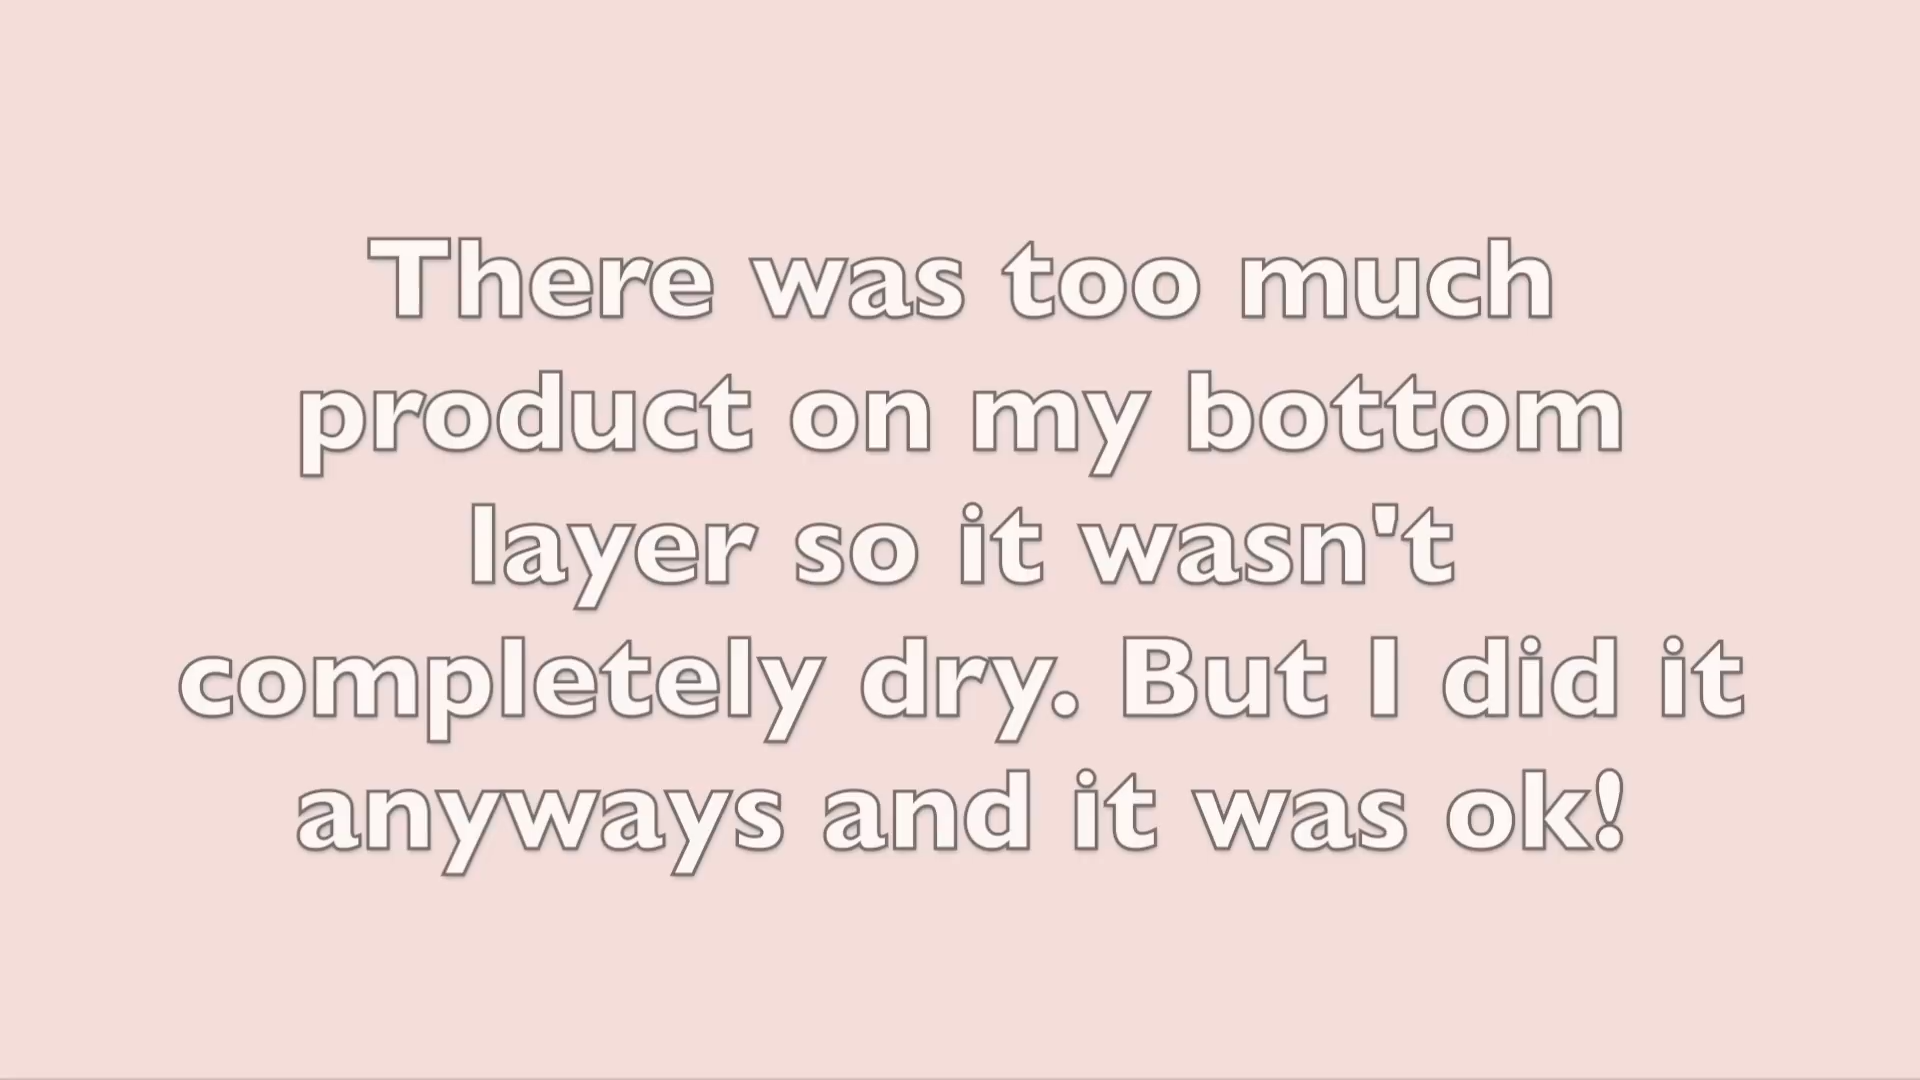 There was too much
product on my bottom
layer so it wasn't
completely dry. But I did it
anyways and it was ok!